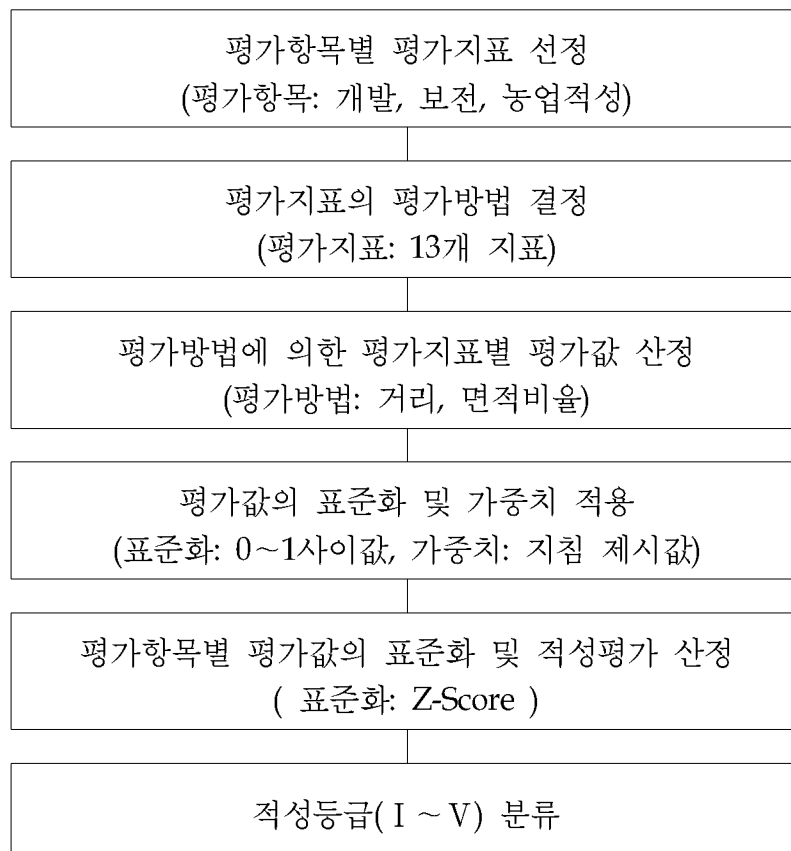 평가항목별 평가지표 선정
(평가항목: 개발, 보전, 농업적성)
평가지표의 평가방법 결정
(평가지표: 13개 지표)
평가방법에 의한 평가지표별 평가값 산정
(평가방법: 거리, 면적비율)
평가값의 표준화 및 가중치 적용
(표준화: 0~1사이값, 가중치: 지침 제시값)
평가항목별 평가값의 표준화 및 적성평가 산정
( 표준화: Z-Score )
적성등급(Ⅰ~Ⅴ) 분류